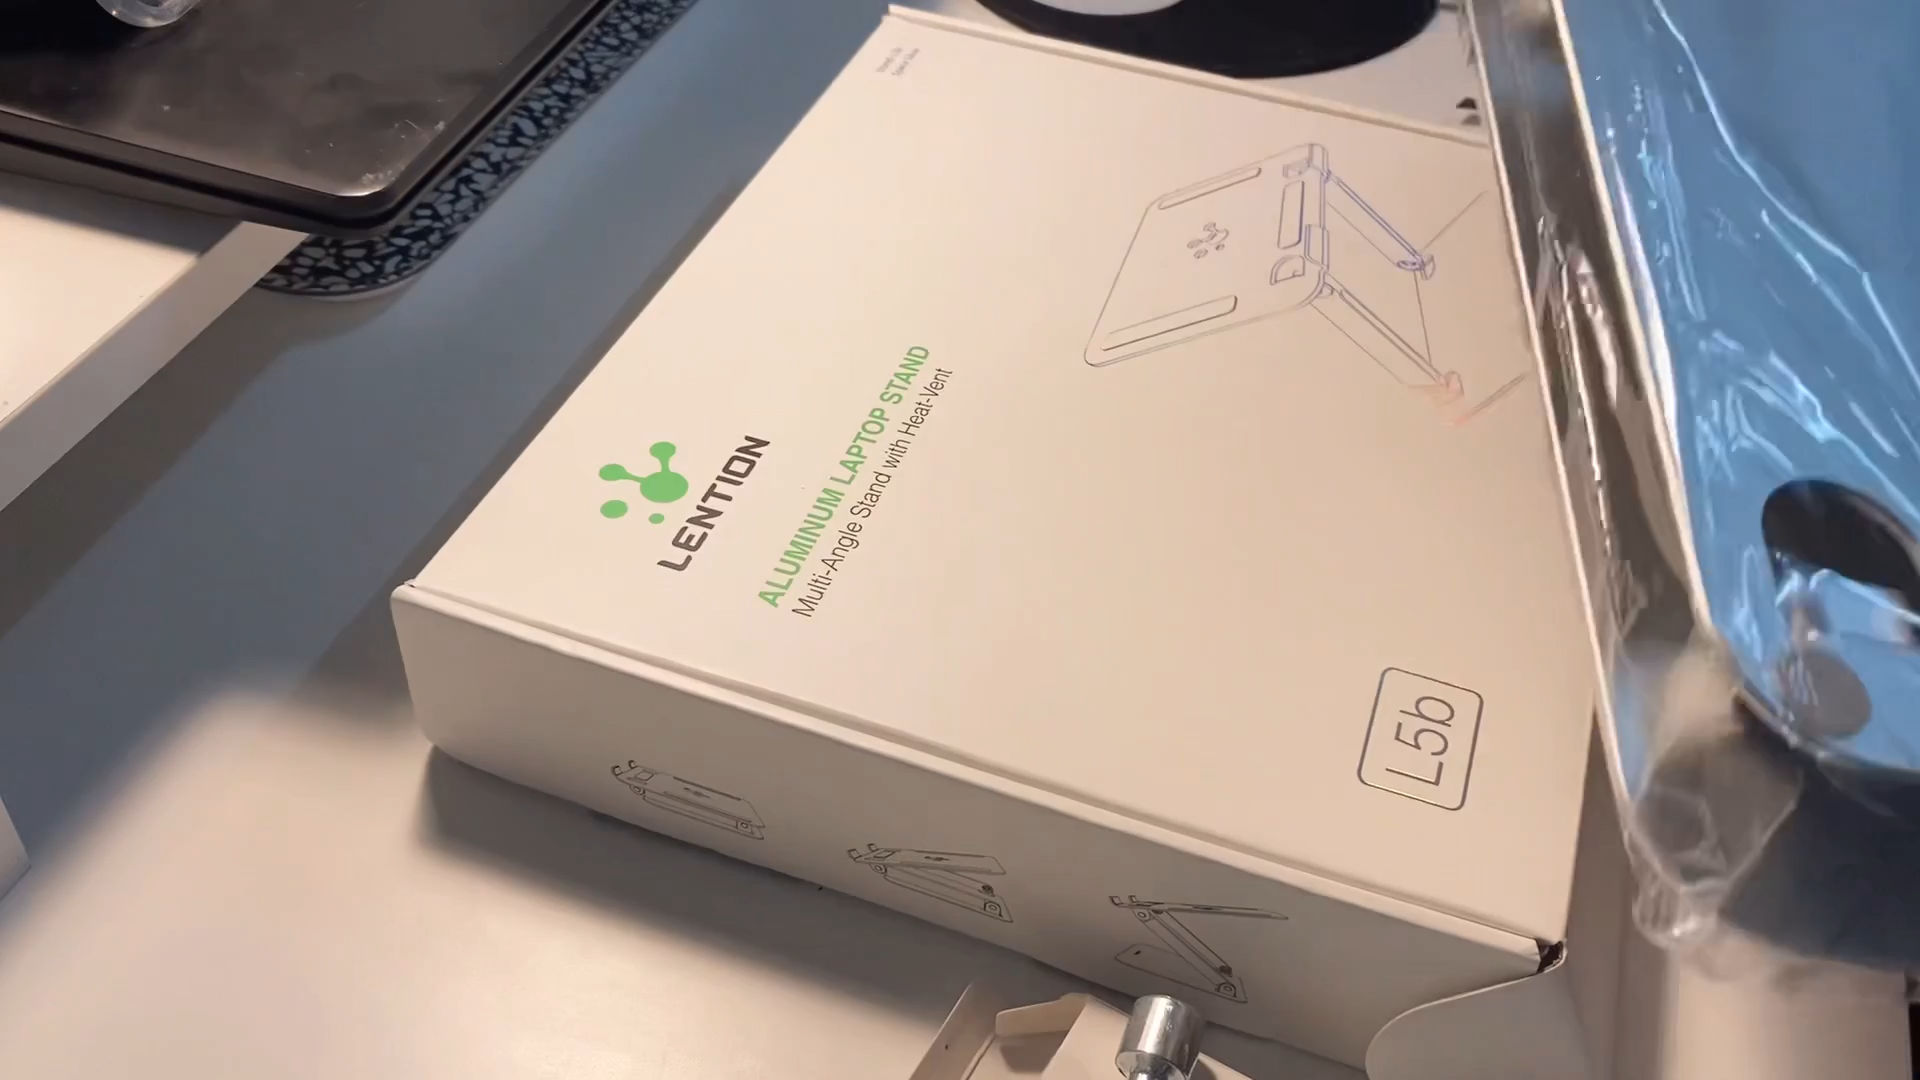 LENTION
ALUMINUM LAPTOP STAND
Multi-Angle Stand with Heat-Vent
L5b